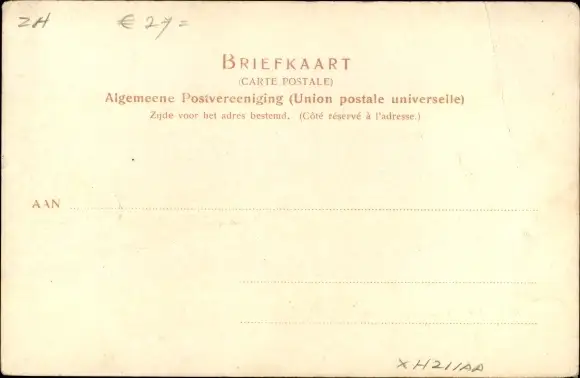 ZH € 27=
BRIEFKAART
(CARTE POSTALE)
Algemeene Postvereeniging (Union postale universelle)
Zijde voor het adres bestemd. (Côté réservé à l'adresse.)
AAN
XH211AA